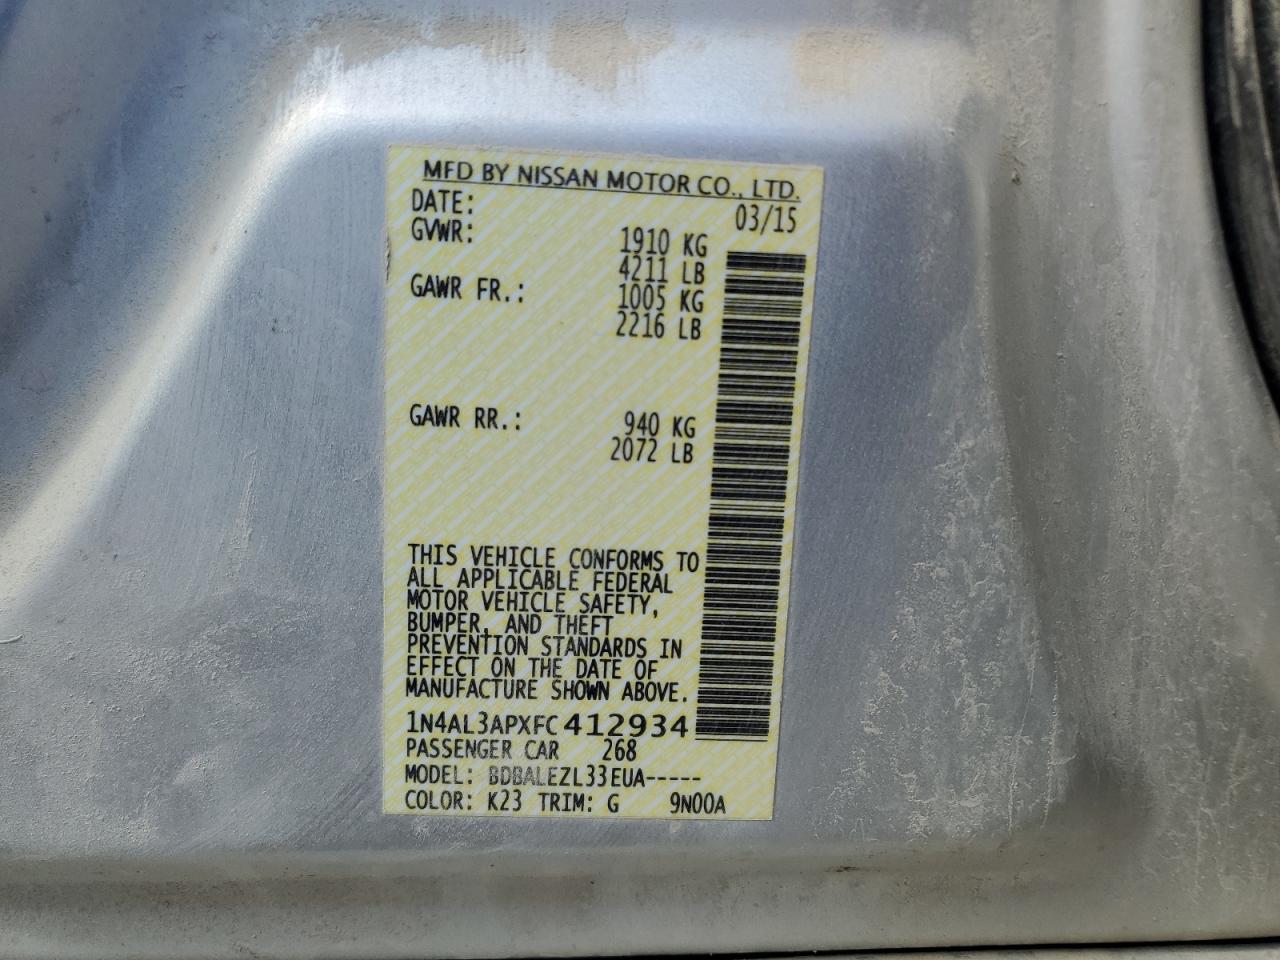 MFD BY NISSAN MOTOR CO., LTD.
DATE: 03/15
GVWR: 1910 KG
4211 LB
GAWR FR.: 1005 KG
2216 LB
GAWR RR.: 940 KG
2072 LB
THIS VEHICLE CONFORMS TO
ALL APPLICABLE FEDERAL
MOTOR VEHICLE SAFETY,
BUMPER, AND THEFT
PREVENTION STANDARDS IN
EFFECT ON THE DATE OF
MANUFACTURE SHOWN ABOVE.
1N4AL3APXFC412934
PASSENGER CAR 268
MODEL: BDBALEZL33EUA-----
COLOR: K23 TRIM: G 9N00A